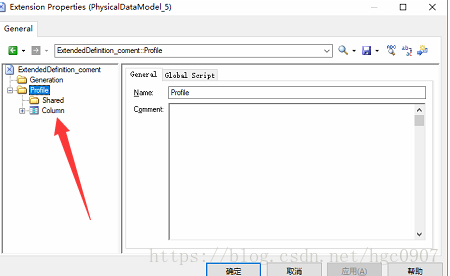 Extension Properties (PhysicalDataModel_5)
General
ExtendedDefinition_coment::Profile
ExtendedDefinition_coment
Generation
Profile
Shared
Column
General Global Script
Name: Profile
Comment:
https://blog.csdn.net/hgc0907
确定 取消 应用(A) 帮助